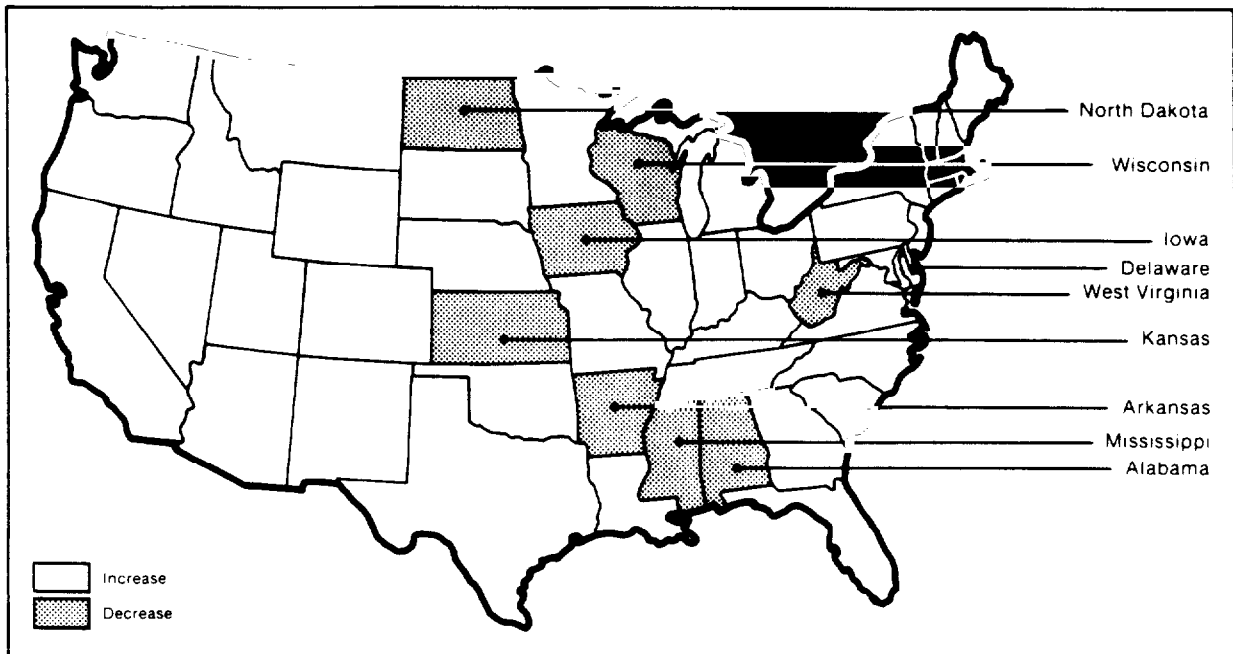 North Dakota
Wisconsin
Iowa
Delaware
West Virginia
Kansas
Arkansas
Mississippi
Alabama
Increase
Decrease